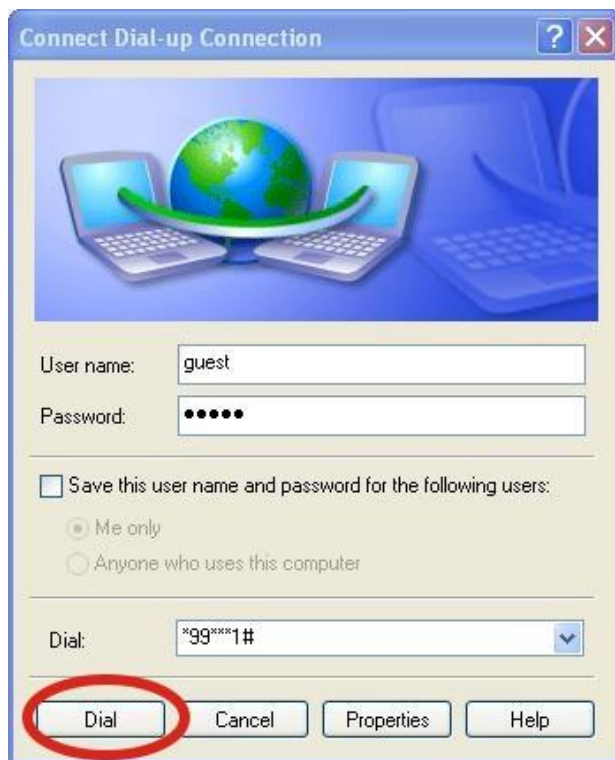 Connect Dial-up Connection
User name: guest
Password: •••••
Save this user name and password for the following users:
Me only
Anyone who uses this computer
Dial: *99***1#
Dial Cancel Properties Help